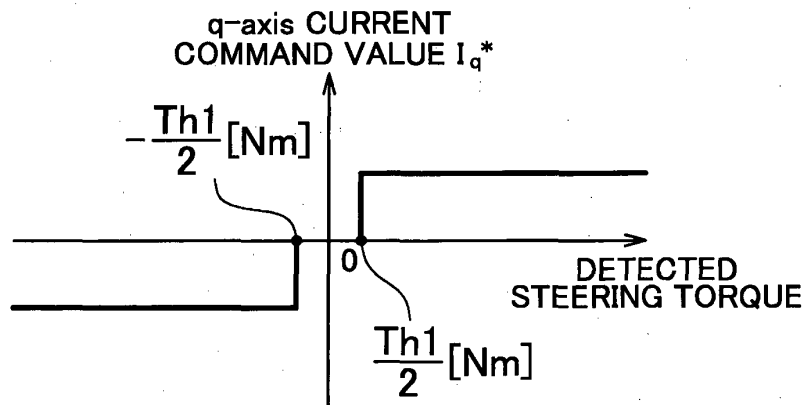 q-axis CURRENT
COMMAND VALUE Iq*
-Th1/2 [Nm]
0
DETECTED
STEERING TORQUE
Th1/2 [Nm]